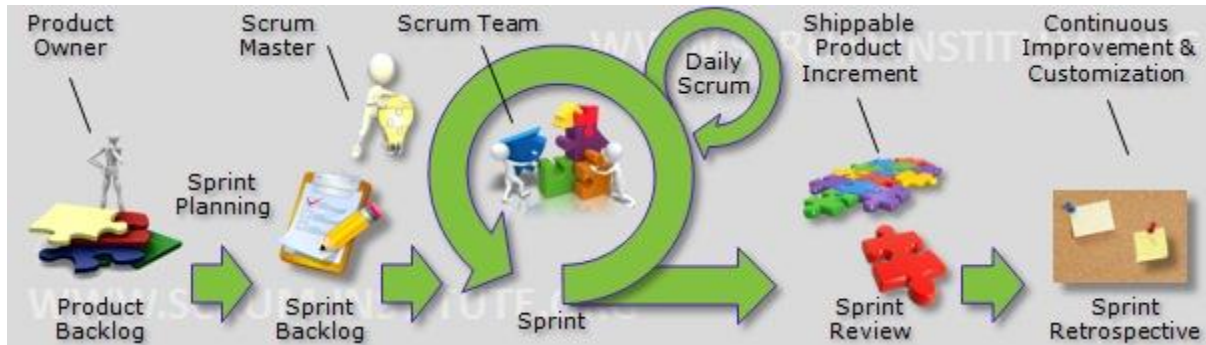 Product
Owner
Scrum
Master
Scrum Team
Daily
Scrum
Shippable
Product
Increment
Continuous
Improvement &
Customization
Sprint
Planning
Product
Backlog
Sprint
Backlog
Sprint
Sprint
Review
Sprint
Retrospective